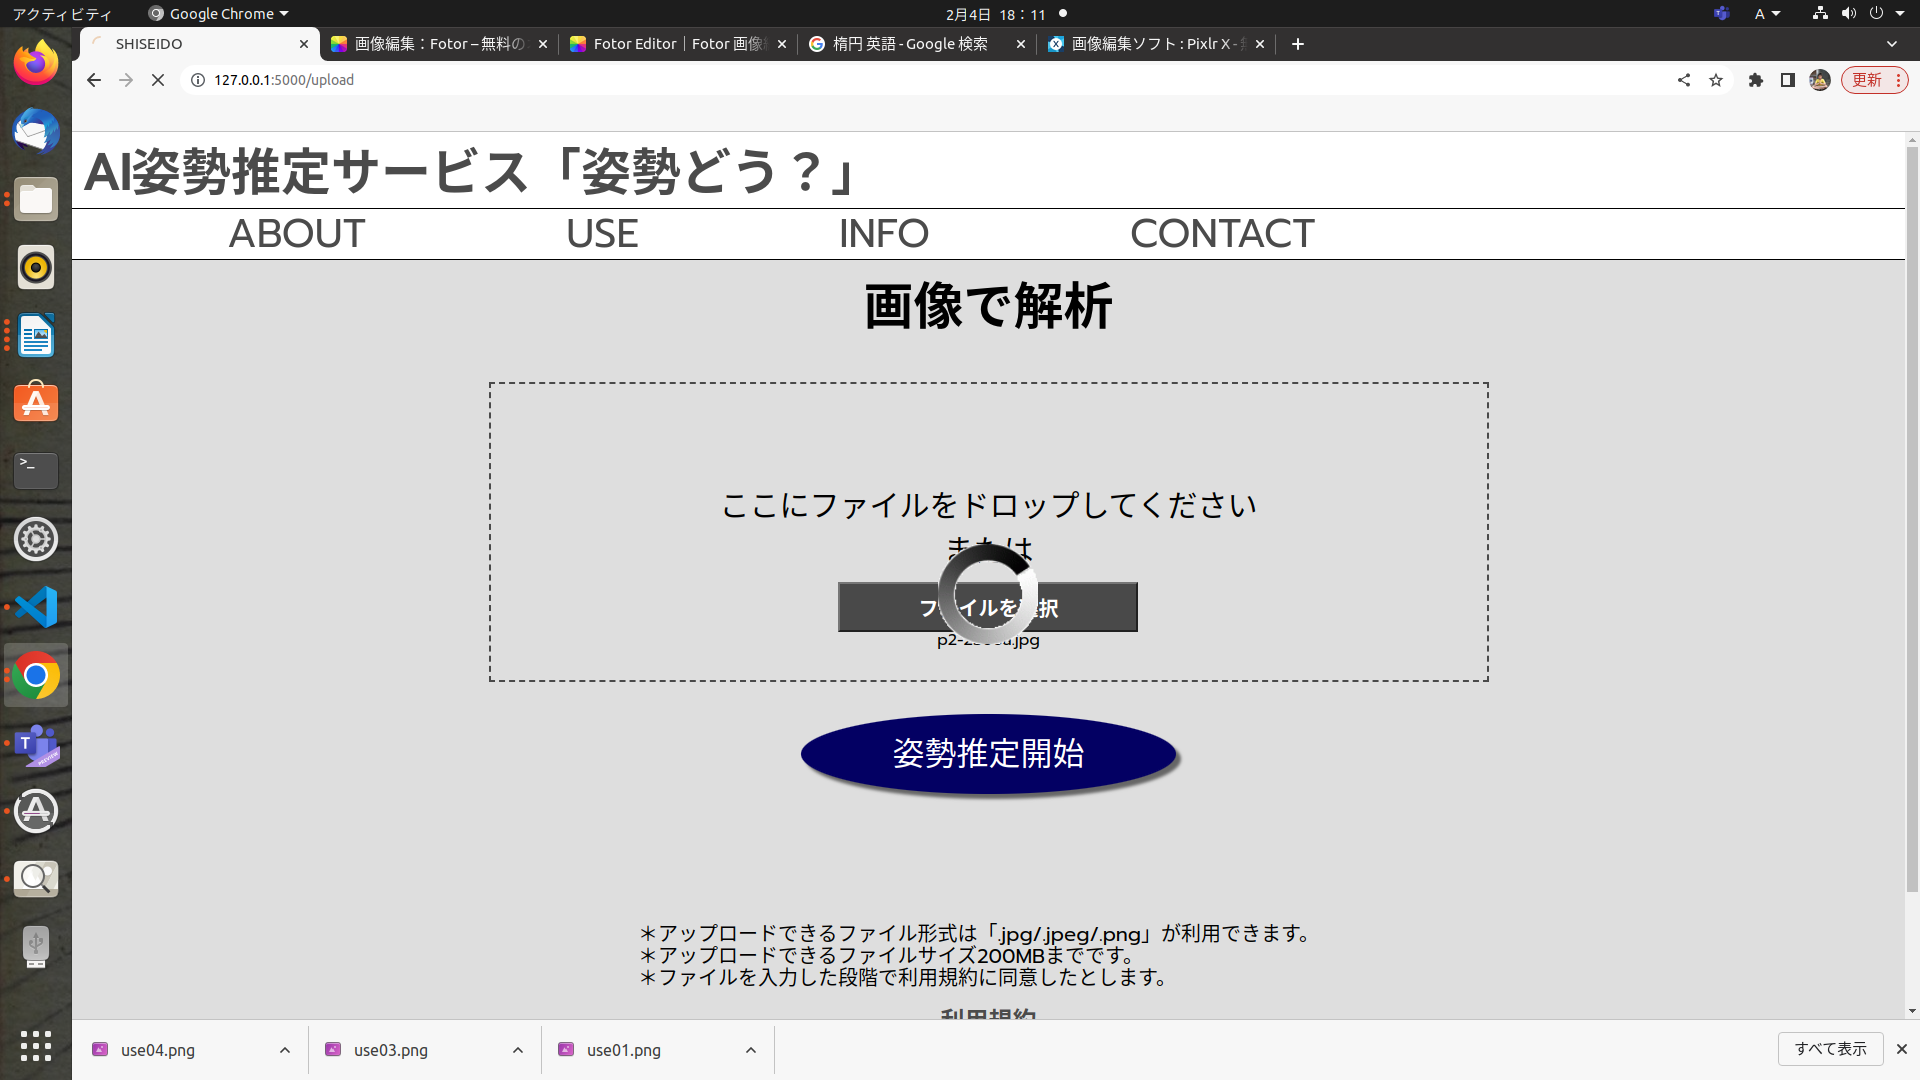 アクティビティ
Google Chrome
2月4日 18：11
A
SHISEIDO
画像編集：Fotor – 無料の
Fotor Editor | Fotor 画像
楕円 英語 - Google 検索
画像編集ソフト : Pixlr X -
127.0.0.1:5000/upload
更新
AI姿勢推定サービス「姿勢どう？」
ABOUT USE INFO CONTACT
画像で解析
ここにファイルをドロップしてください
または
ファイルを選択
姿勢推定開始
＊アップロードできるファイル形式は「.jpg/.jpeg/.png」が利用できます。
＊アップロードできるファイルサイズ200MBまでです。
＊ファイルを入力した段階で利用規約に同意したとします。
利用規約
use04.png
use03.png
use01.png
すべて表示